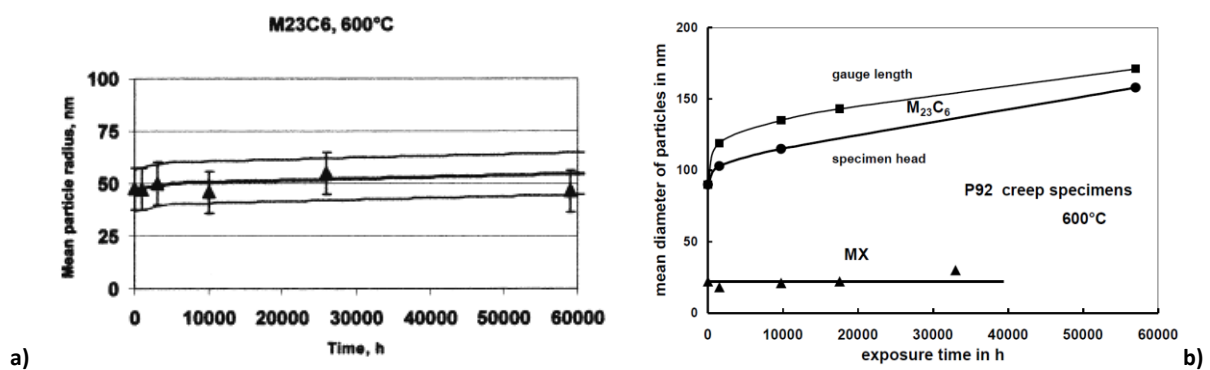 M23C6, 600°C
Mean particle radius, nm
100
75
50
25
0
0 10000 20000 30000 40000 50000 60000
Time, h
a)
mean diameter of particles in nm
200
150
100
50
0
gauge length
M₂₃C₆
specimen head
P92 creep specimens
600°C
MX
0 10000 20000 30000 40000 50000 60000
exposure time in h
b)